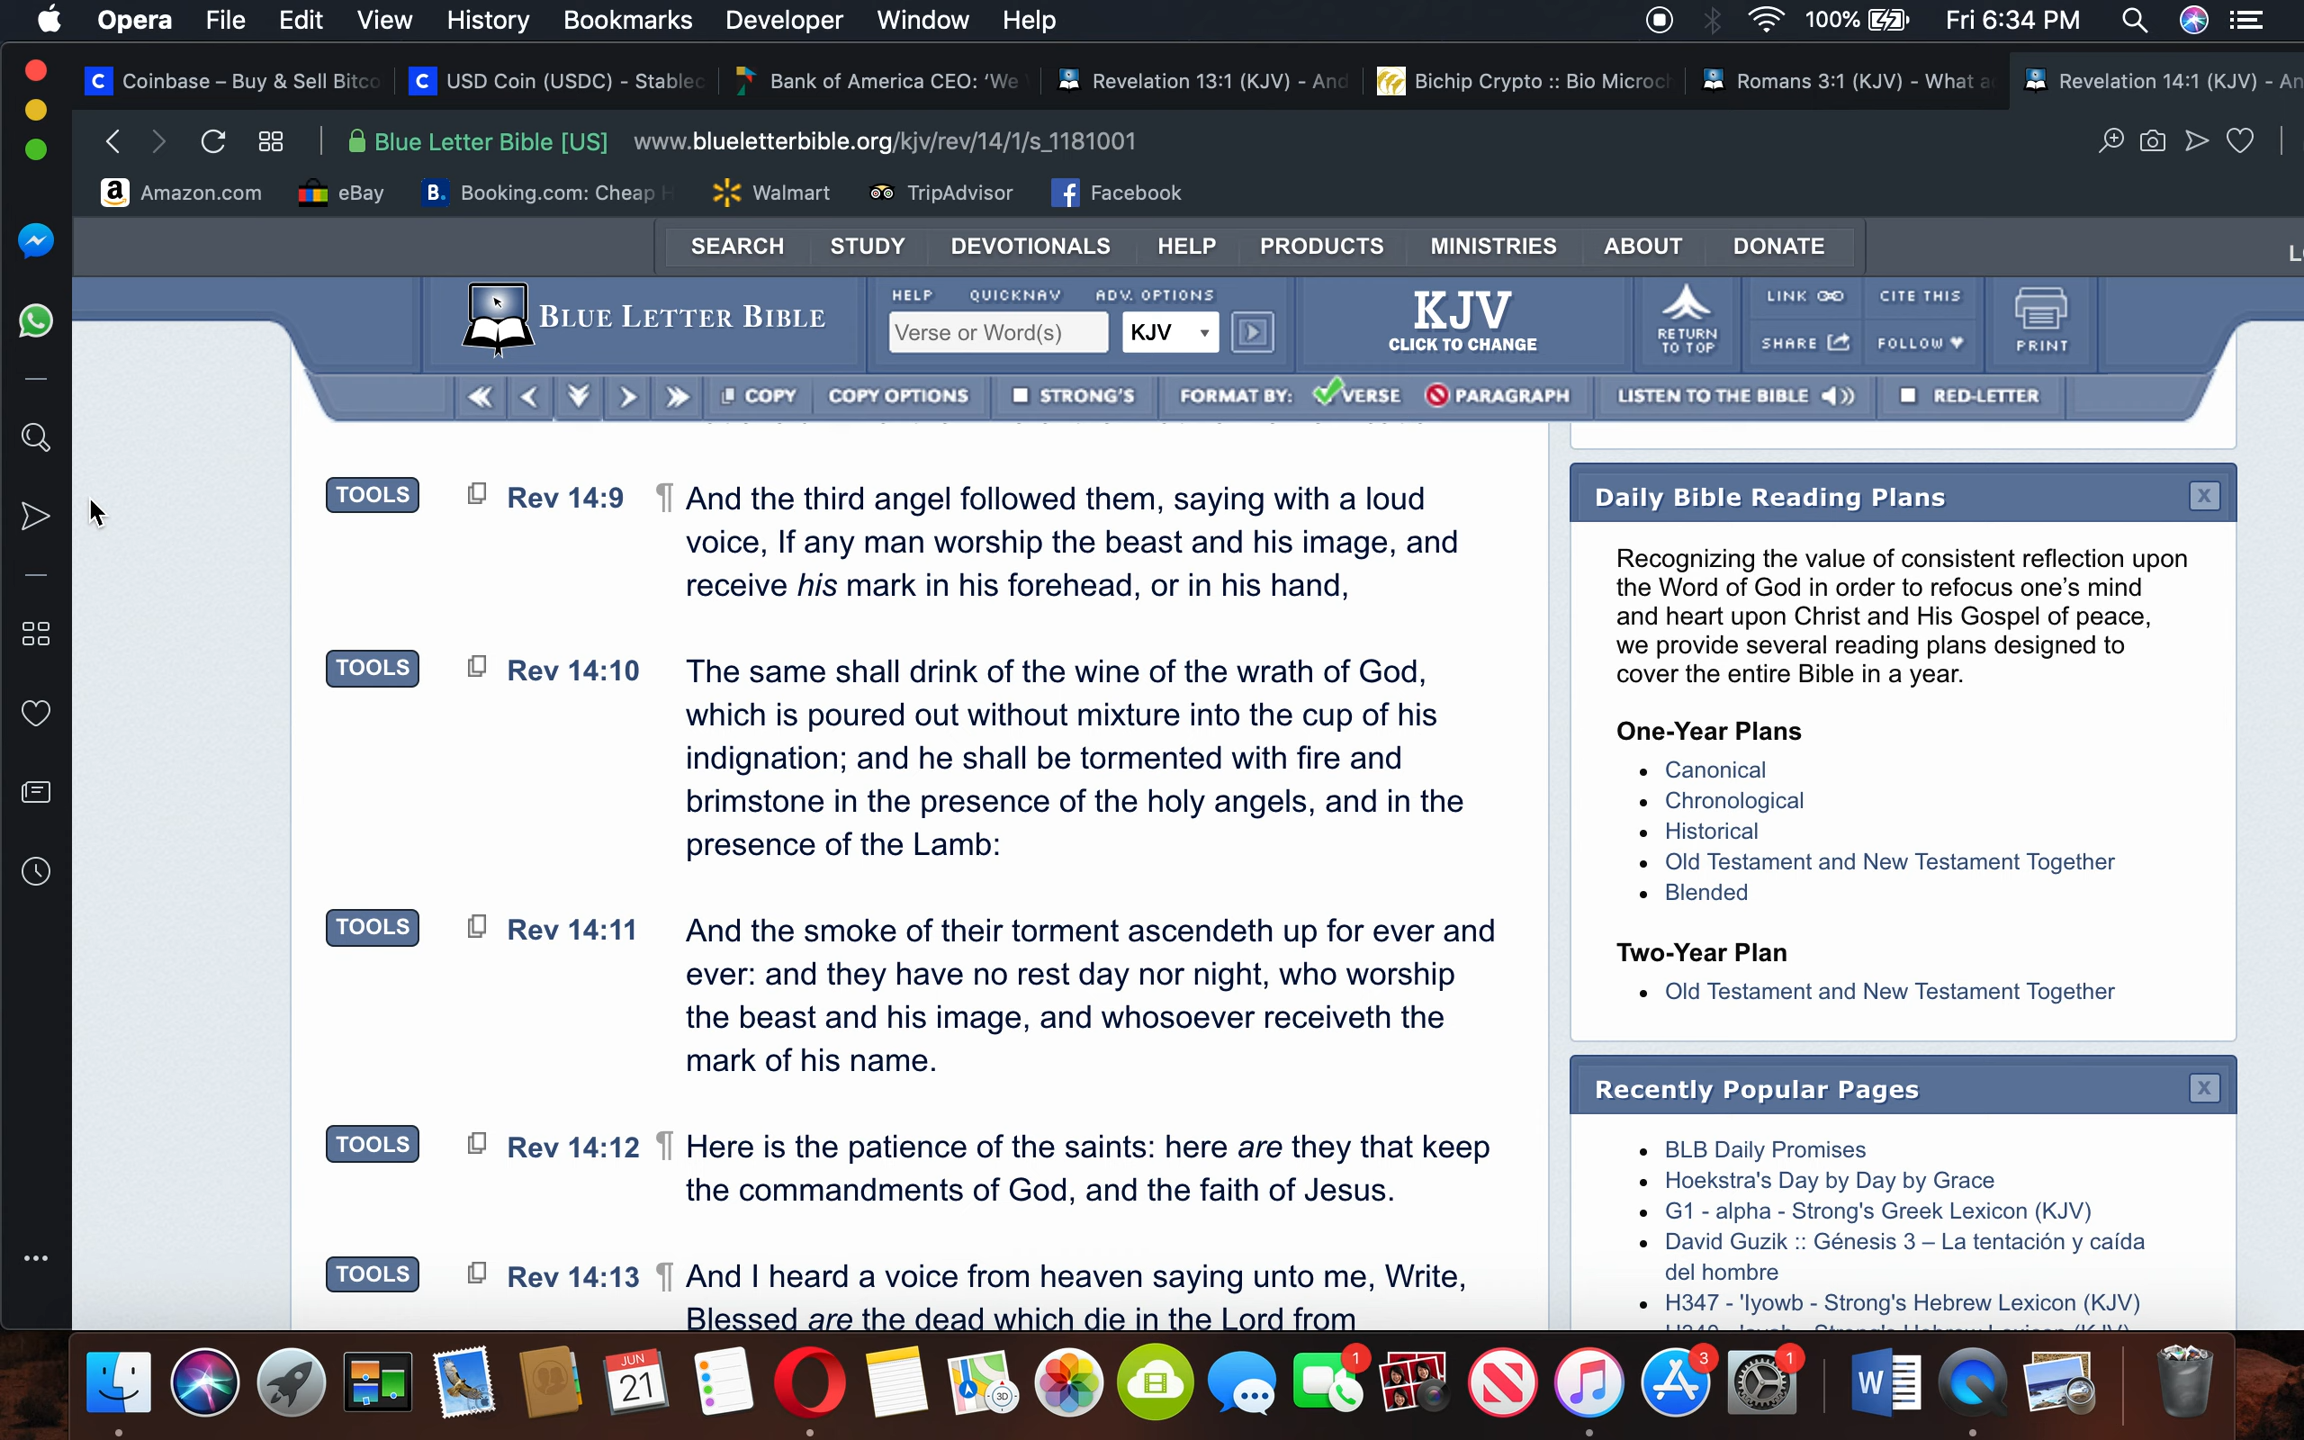 Opera File Edit View History Bookmarks Developer Window Help 100% Fri 6:34 PM
Coinbase – Buy & Sell Bitco USD Coin (USDC) - Stablec Bank of America CEO: ‘We Revelation 13:1 (KJV) - And Bichip Crypto :: Bio Microch Romans 3:1 (KJV) - What a Revelation 14:1 (KJV) - An
Blue Letter Bible [US] www.blueletterbible.org/kjv/rev/14/1/s_1181001
Amazon.com eBay Booking.com: Cheap H Walmart TripAdvisor Facebook
SEARCH STUDY DEVOTIONALS HELP PRODUCTS MINISTRIES ABOUT DONATE
BLUE LETTER BIBLE
HELP QUICKNAV ADV. OPTIONS
Verse or Word(s) KJV
KJV
CLICK TO CHANGE
RETURN
TO TOP
LINK CITE THIS
SHARE FOLLOW
PRINT
COPY COPY OPTIONS STRONG'S FORMAT BY: VERSE PARAGRAPH LISTEN TO THE BIBLE RED-LETTER
TOOLS Rev 14:9 ¶ And the third angel followed them, saying with a loud
voice, If any man worship the beast and his image, and
receive his mark in his forehead, or in his hand,
TOOLS Rev 14:10 The same shall drink of the wine of the wrath of God,
which is poured out without mixture into the cup of his
indignation; and he shall be tormented with fire and
brimstone in the presence of the holy angels, and in the
presence of the Lamb:
TOOLS Rev 14:11 And the smoke of their torment ascendeth up for ever and
ever: and they have no rest day nor night, who worship
the beast and his image, and whosoever receiveth the
mark of his name.
TOOLS Rev 14:12 ¶ Here is the patience of the saints: here are they that keep
the commandments of God, and the faith of Jesus.
TOOLS Rev 14:13 ¶ And I heard a voice from heaven saying unto me, Write,
Blessed are the dead which die in the Lord from
Daily Bible Reading Plans X
Recognizing the value of consistent reflection upon
the Word of God in order to refocus one’s mind
and heart upon Christ and His Gospel of peace,
we provide several reading plans designed to
cover the entire Bible in a year.
One-Year Plans
• Canonical
• Chronological
• Historical
• Old Testament and New Testament Together
• Blended
Two-Year Plan
• Old Testament and New Testament Together
Recently Popular Pages X
• BLB Daily Promises
• Hoekstra's Day by Day by Grace
• G1 - alpha - Strong's Greek Lexicon (KJV)
• David Guzik :: Génesis 3 – La tentación y caída
del hombre
• H347 - 'Iyowb - Strong's Hebrew Lexicon (KJV)
JUN
21
3D
1
3
1
W